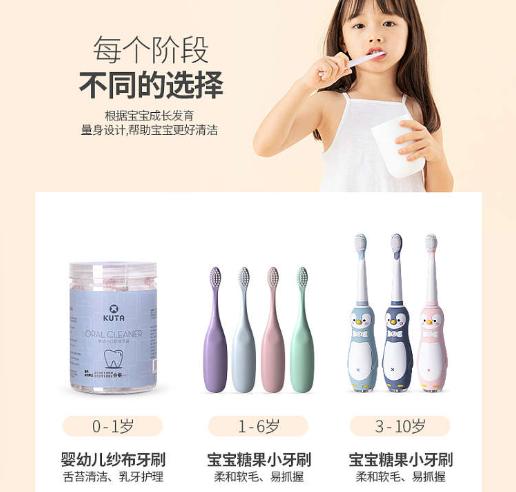 每个阶段
不同的选择
根据宝宝成长发育
量身设计,帮助宝宝更好清洁
KUTA
ORAL CLEANER
0-1岁
1-6岁
3-10岁
婴幼儿纱布牙刷
宝宝糖果小牙刷
宝宝糖果小牙刷
舌苔清洁、乳牙护理
柔和软毛、易抓握
柔和软毛、易抓握